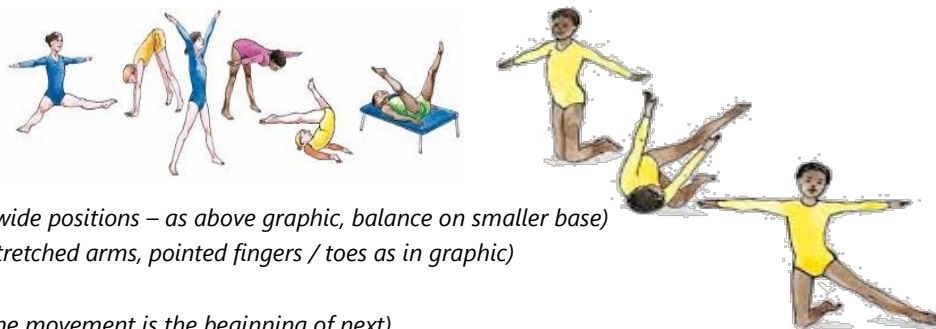 wide positions – as above graphic, balance on smaller base)
tretched arms, pointed fingers / toes as in graphic)
ne movement is the beginning of next)